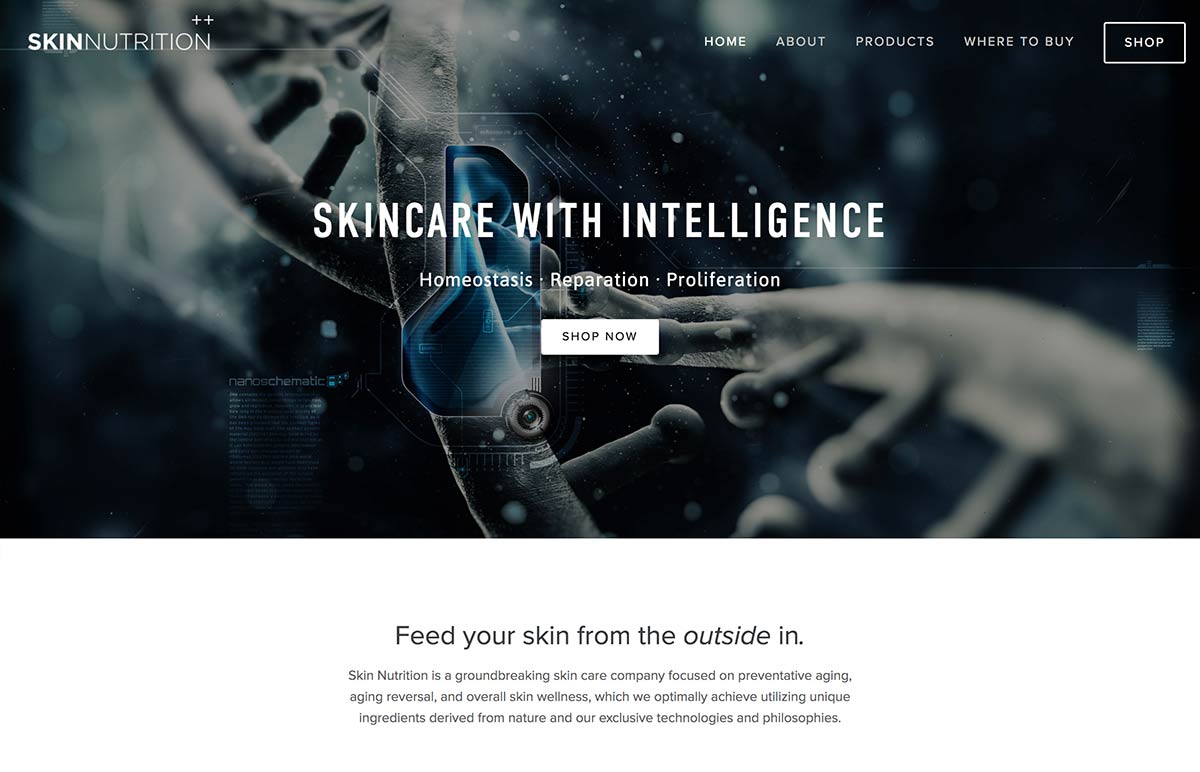 ++
SKINNUTRITION
HOME
ABOUT
PRODUCTS
WHERE TO BUY
SHOP
SKINCARE WITH INTELLIGENCE
Homeostasis · Reparation · Proliferation
SHOP NOW
nanoschematic
Feed your skin from the outside in.
Skin Nutrition is a groundbreaking skin care company focused on preventative aging,
aging reversal, and overall skin wellness, which we optimally achieve utilizing unique
ingredients derived from nature and our exclusive technologies and philosophies.